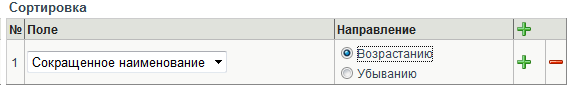 Сортировка
№ Поле Направление
1 Сокращенное наименование Возрастанию
Убыванию